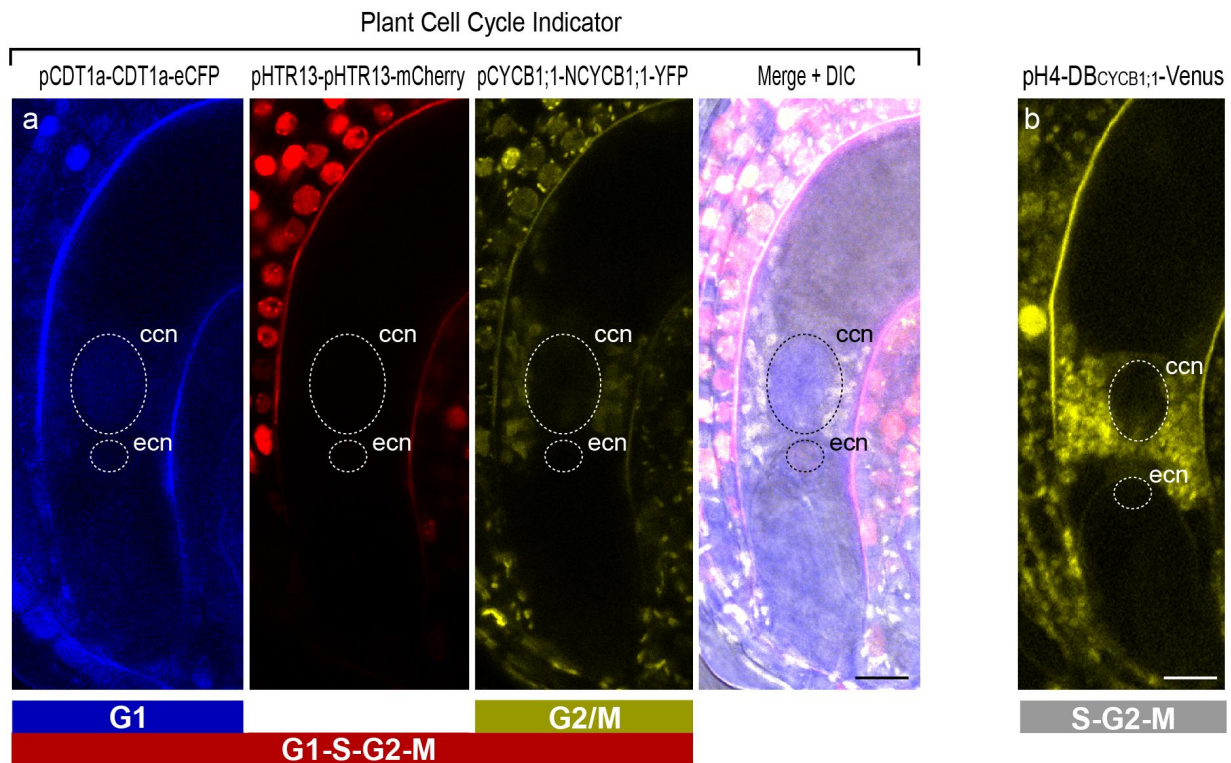 Plant Cell Cycle Indicator
pCDT1a-CDT1a-eCFP
pHTR13-pHTR13-mCherry
pCYCB1;1-NCYCB1;1-YFP
Merge + DIC
pH4-DBCYCB1;1-Venus
a
b
ccn
ecn
ccn
ecn
ccn
ecn
ccn
ecn
ccn
ecn
G1
G2/M
S-G2-M
G1-S-G2-M